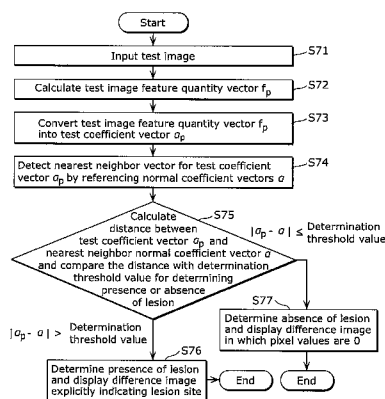 Start
S71
Input test image
S72
Calculate test image feature quantity vector fp
S73
Convert test image feature quantity vector fp
into test coefficient vector ap
S74
Detect nearest neighbor vector for test coefficient
vector ap by referencing normal coefficient vectors a
S75
Calculate
distance between
test coefficient vector ap and
nearest neighbor normal coefficient vector a
and compare the distance with determination
threshold value for determining
presence or absence
of lesion
|ap - a| ≤ Determination
threshold value
S77
Determine absence of lesion
and display difference image
in which pixel values are 0
|ap - a| > Determination
threshold value
S76
Determine presence of lesion
and display difference image
explicitly indicating lesion site
End
End